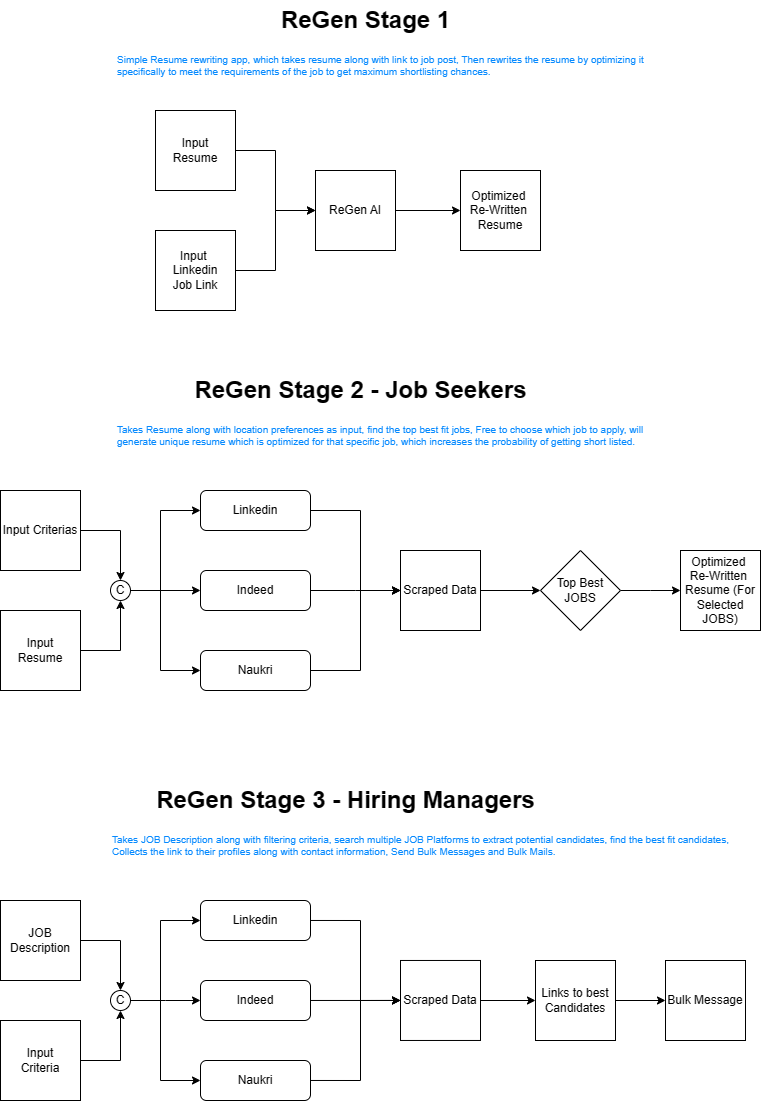 ReGen Stage 1
Simple Resume rewriting app, which takes resume along with link to job post, Then rewrites the resume by optimizing it
specifically to meet the requirements of the job to get maximum shortlisting chances.
Input
Resume
Input
Linkedin
Job Link
ReGen AI
Optimized
Re-Written
Resume
ReGen Stage 2 - Job Seekers
Takes Resume along with location preferences as input, find the top best fit jobs, Free to choose which job to apply, will
generate unique resume which is optimized for that specific job, which increases the probability of getting short listed.
Input Criterias
Input
Resume
C
Linkedin
Indeed
Naukri
Scraped Data
Top Best
JOBS
Optimized
Re-Written
Resume (For
Selected
JOBS)
ReGen Stage 3 - Hiring Managers
Takes JOB Description along with filtering criteria, search multiple JOB Platforms to extract potential candidates, find the best fit candidates,
Collects the link to their profiles along with contact information, Send Bulk Messages and Bulk Mails.
JOB
Description
Input
Criteria
C
Linkedin
Indeed
Naukri
Scraped Data
Links to best
Candidates
Bulk Message